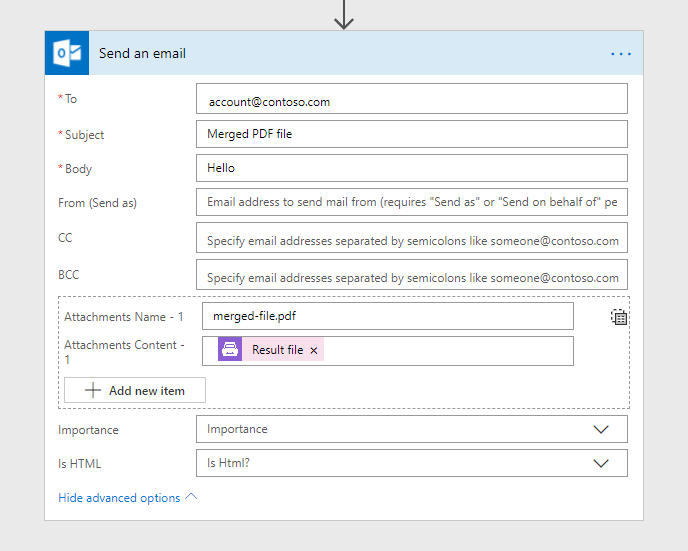 Send an email
* To
account@contoso.com
* Subject
Merged PDF file
* Body
Hello
From (Send as)
Email address to send mail from (requires "Send as" or "Send on behalf of" pe
CC
Specify email addresses separated by semicolons like someone@contoso.com
BCC
Specify email addresses separated by semicolons like someone@contoso.com
Attachments Name - 1
merged-file.pdf
Attachments Content -
1
Result file ×
Add new item
Importance
Importance
Is HTML
Is Html?
Hide advanced options